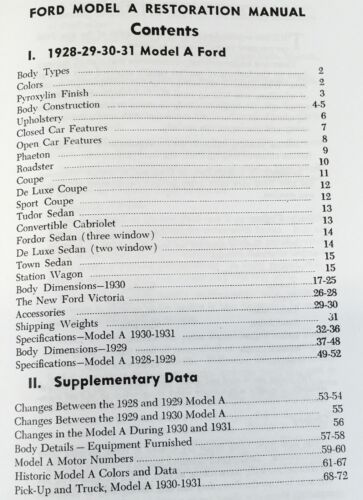 FORD MODEL A RESTORATION MANUAL
Contents
I. 1928-29-30-31 Model A Ford
Body Types 2
Colors 2
Pyroxylin Finish 3
Body Construction 4-5
Upholstery 6
Closed Car Features 7
Open Car Features 8
Phaeton 9
Roadster 10
Coupe 11
De Luxe Coupe 12
Sport Coupe 12
Tudor Sedan 13
Convertible Cabriolet 13
Fordor Sedan (three window) 14
De Luxe Sedan (two window) 14
Town Sedan 15
Station Wagon 15
Body Dimensions—1930 17-25
The New Ford Victoria 26-28
Accessories 29-30
Shipping Weights 31
Specifications—Model A 1930-1931 32-36
Body Dimensions—1929 37-48
Specifications—Model A 1928-1929 49-52
II. Supplementary Data
Changes Between the 1928 and 1929 Model A 53-54
Changes Between the 1929 and 1930 Model A 55
Changes in the Model A During 1930 and 1931 56
Body Details — Equipment Furnished 57-58
Model A Motor Numbers 59-60
Historic Model A Colors and Data 61-67
Pick-Up and Truck, Model A 1930-1931 68-72